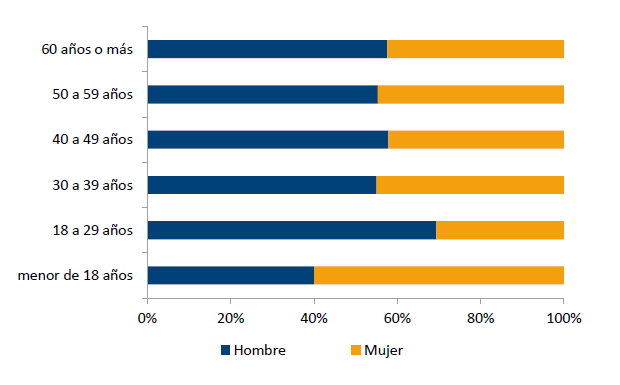 60 años o más
50 a 59 años
40 a 49 años
30 a 39 años
18 a 29 años
menor de 18 años
0% 20% 40% 60% 80% 100%
Hombre Mujer